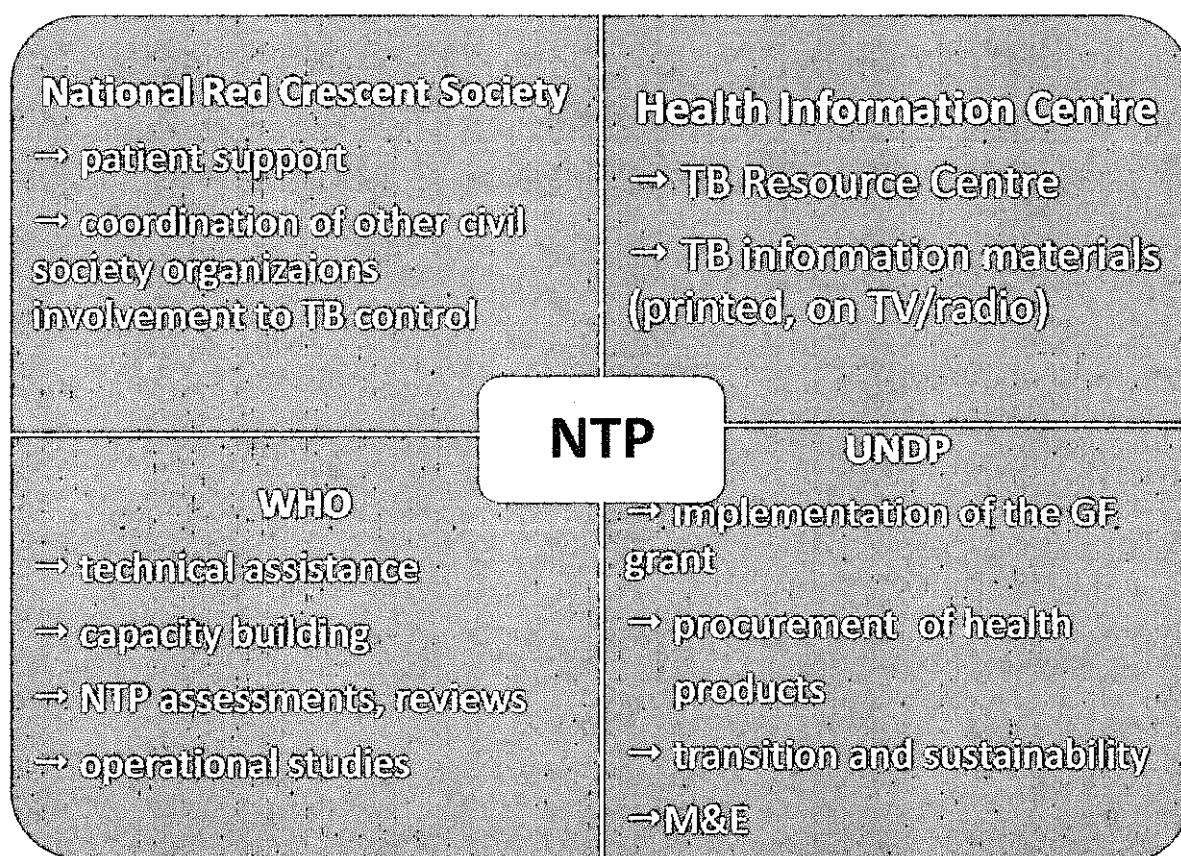 National Red Crescent Society
→ patient support
→ coordination of other civil
society organizaions
involvement to TB control
Health Information Centre
→ TB Resource Centre
→ TB information materials
(printed, on TV/radio)
NTP
WHO
→ technical assistance
→ capacity building
→ NTP assessments, reviews
→ operational studies
UNDP
→ implementation of the GF
grant
→ procurement of health
products
→ transition and sustainability
→M&E